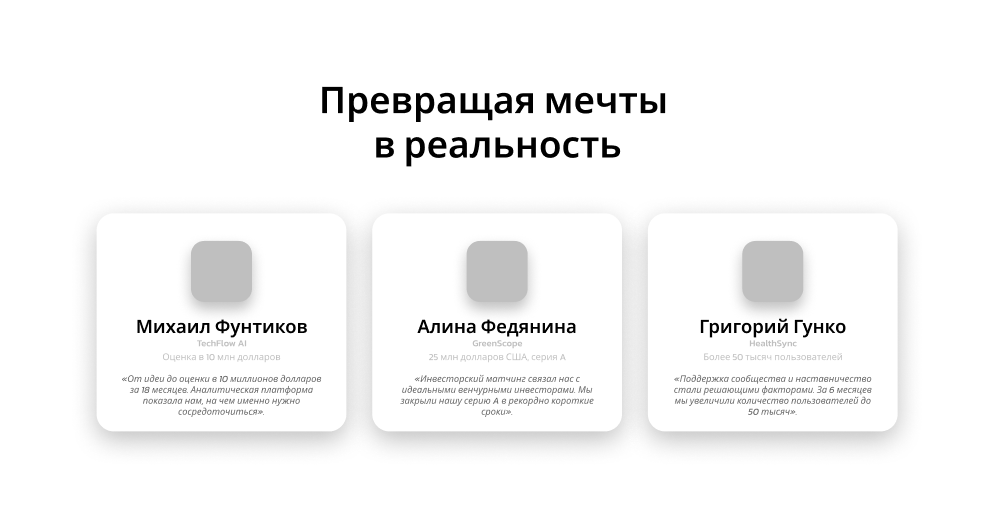 Превращая мечты
в реальность
Михаил Фунтиков
TechFlow AI
Оценка в 10 млн долларов
«От идеи до оценки в 10 миллионов долларов
за 18 месяцев. Аналитическая платформа
показала нам, на чем именно нужно
сосредоточиться».
Алина Федянина
GreenScope
25 млн долларов США, серия А
«Инвесторский матчинг связал нас с
идеальными венчурными инвесторами. Мы
закрыли нашу серию А в рекордно короткие
сроки».
Григорий Гунко
HealthSync
Более 50 тысяч пользователей
«Поддержка сообщества и наставничество
стали решающими факторами. За 6 месяцев
мы увеличили количество пользователей до
50 тысяч».